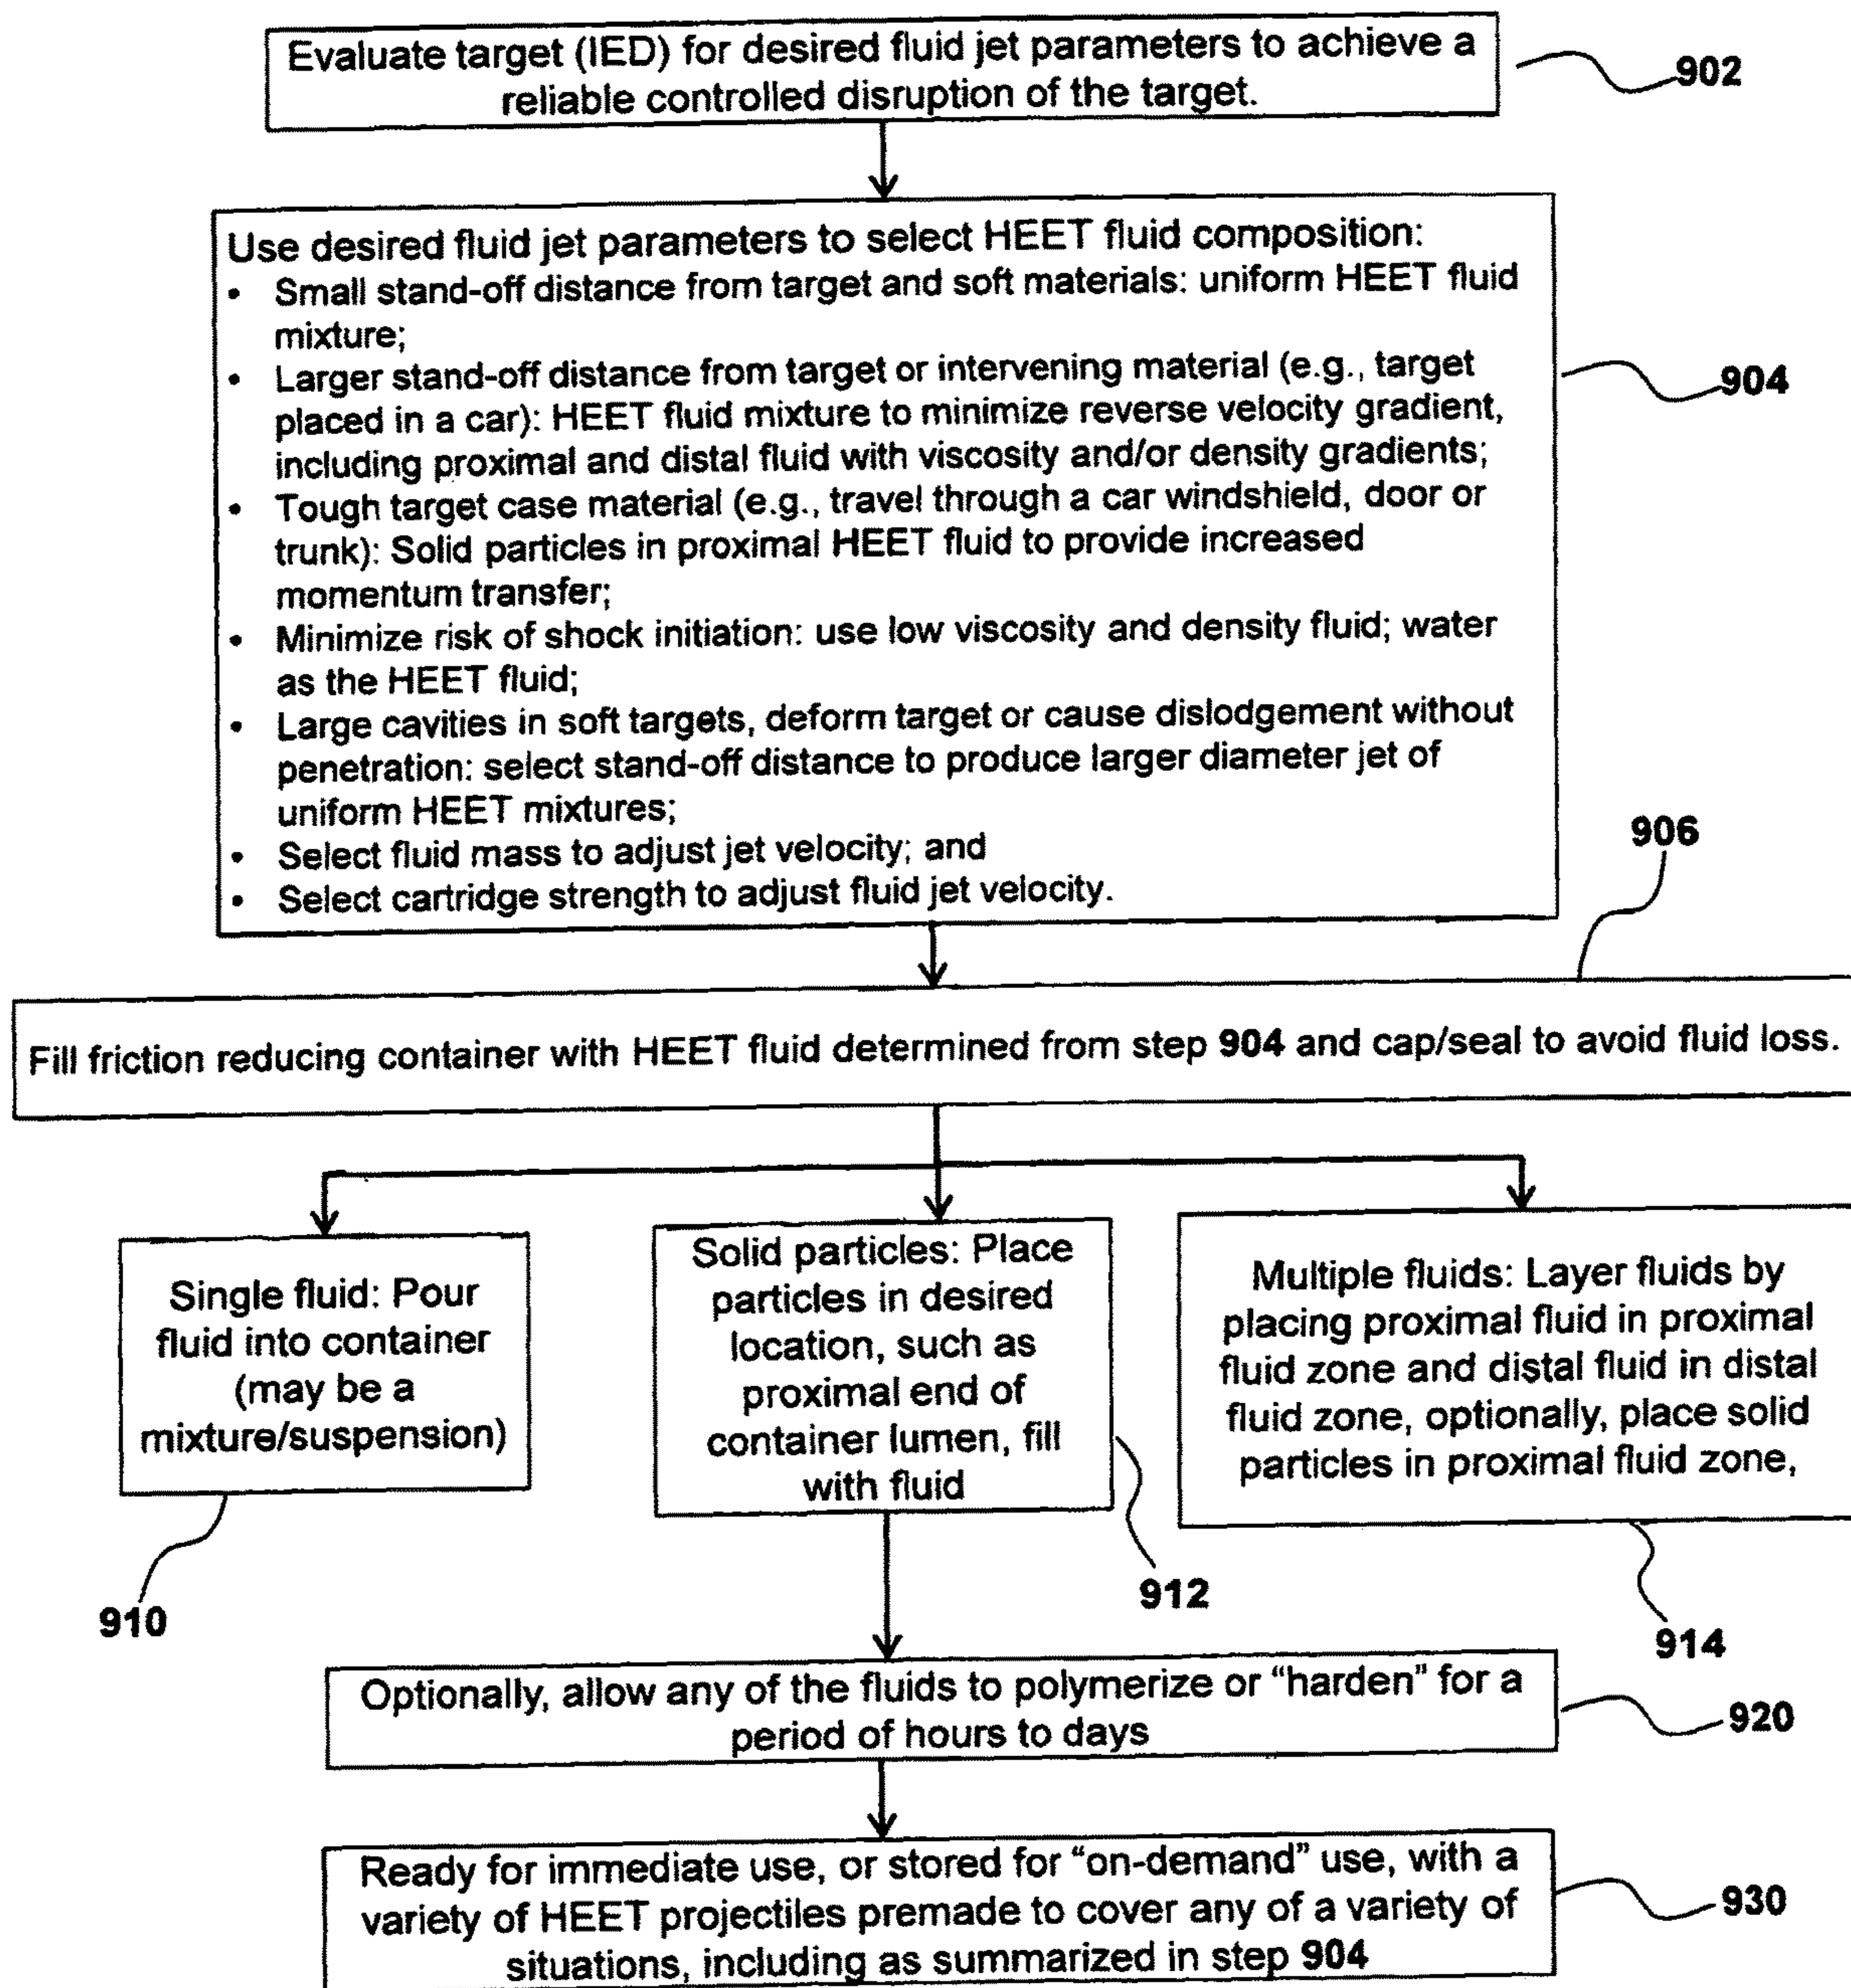 Evaluate target (IED) for desired fluid jet parameters to achieve a
reliable controlled disruption of the target.
902
Use desired fluid jet parameters to select HEET fluid composition:
• Small stand-off distance from target and soft materials: uniform HEET fluid
mixture;
• Larger stand-off distance from target or intervening material (e.g., target
placed in a car): HEET fluid mixture to minimize reverse velocity gradient,
including proximal and distal fluid with viscosity and/or density gradients;
• Tough target case material (e.g., travel through a car windshield, door or
trunk): Solid particles in proximal HEET fluid to provide increased
momentum transfer;
• Minimize risk of shock initiation: use low viscosity and density fluid; water
as the HEET fluid;
• Large cavities in soft targets, deform target or cause dislodgement without
penetration: select stand-off distance to produce larger diameter jet of
uniform HEET mixtures;
• Select fluid mass to adjust jet velocity; and
• Select cartridge strength to adjust fluid jet velocity.
904
906
Fill friction reducing container with HEET fluid determined from step 904 and cap/seal to avoid fluid loss.
Single fluid: Pour
fluid into container
(may be a
mixture/suspension)
910
Solid particles: Place
particles in desired
location, such as
proximal end of
container lumen, fill
with fluid
912
Multiple fluids: Layer fluids by
placing proximal fluid in proximal
fluid zone and distal fluid in distal
fluid zone, optionally, place solid
particles in proximal fluid zone,
914
Optionally, allow any of the fluids to polymerize or “harden” for a
period of hours to days
920
Ready for immediate use, or stored for “on-demand” use, with a
variety of HEET projectiles premade to cover any of a variety of
situations, including as summarized in step 904
930